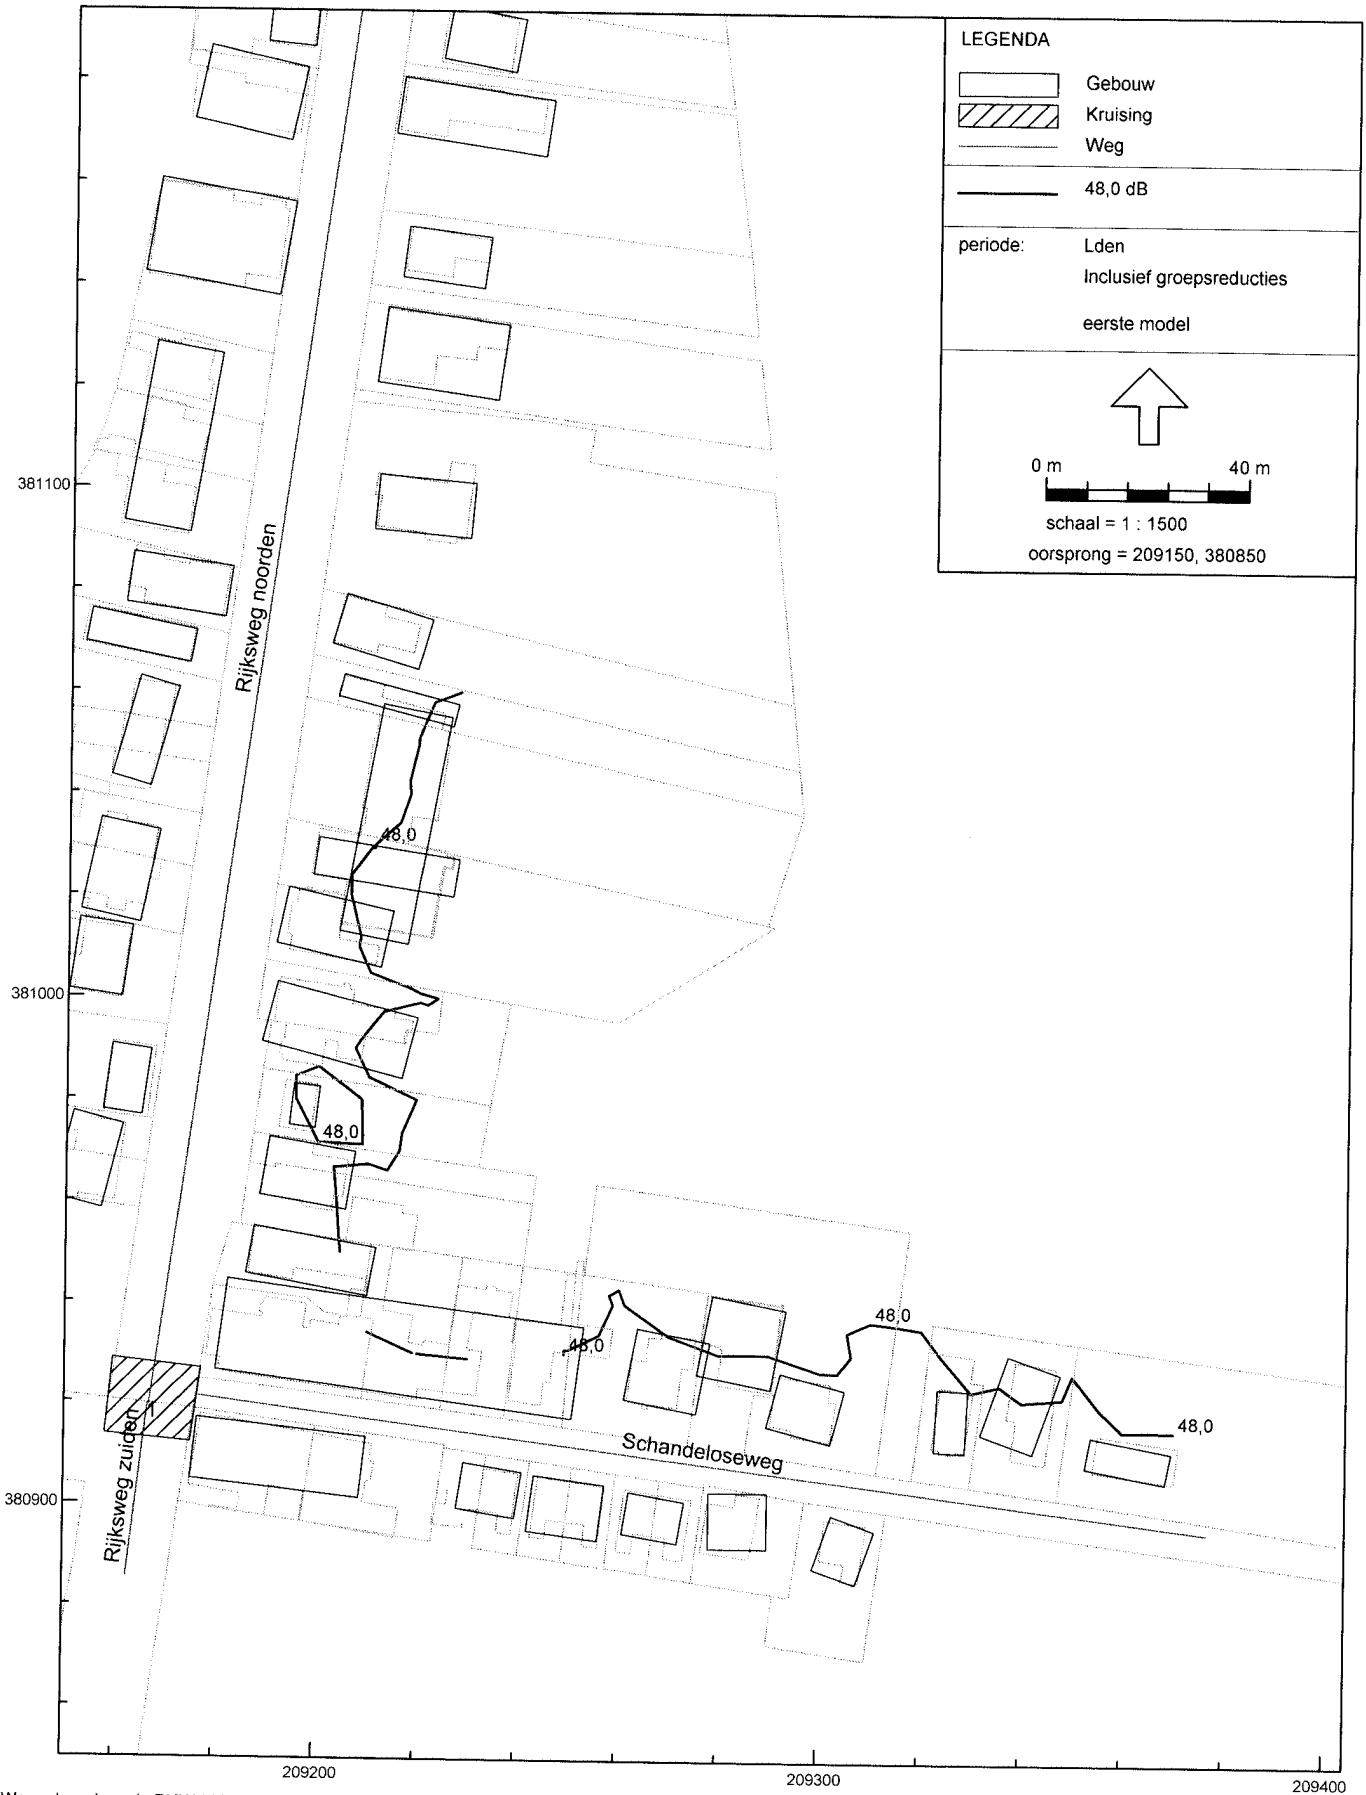 LEGENDA
Gebouw
Kruising
Weg
48,0 dB
periode: Lden
Inclusief groepsreducties
eerste model
0 m 40 m
schaal = 1 : 1500
oorsprong = 209150, 380850
381100
Rijksweg noorden
48,0
381000
48,0
48,0
48,0
48,0
Schandeloseweg
Rijksweg zuiden
380900
209200
209300
209400